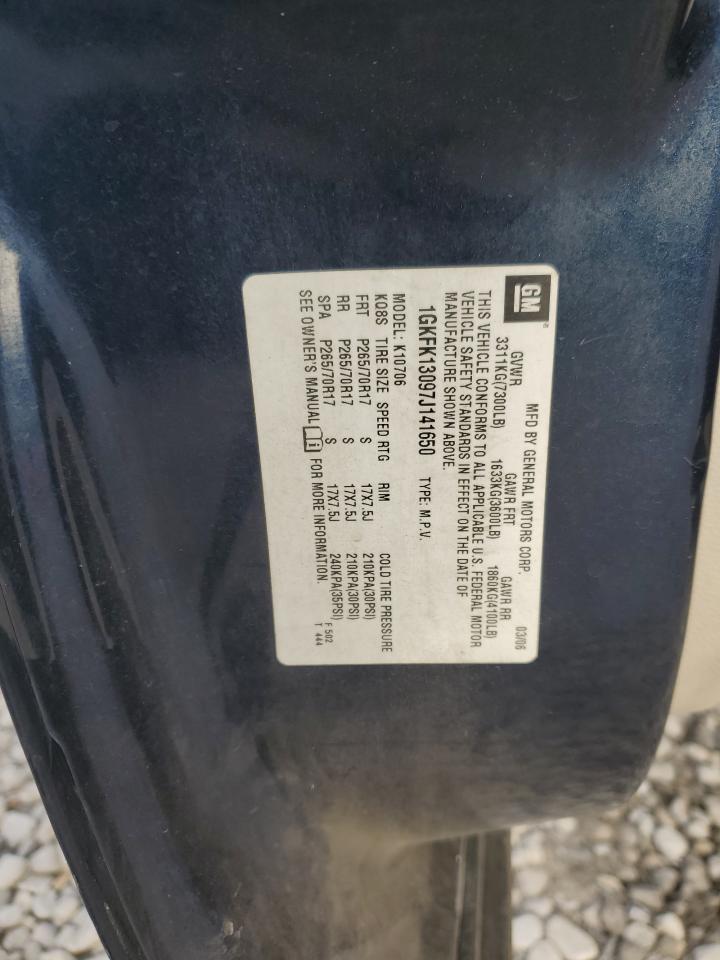 GM ®
MFD BY GENERAL MOTORS CORP. 03/06
GVWR GAWR FRT GAWR RR
3311KG(7300LB) 1633KG(3600LB) 1860KG(4100LB)
THIS VEHICLE CONFORMS TO ALL APPLICABLE U.S. FEDERAL MOTOR
VEHICLE SAFETY STANDARDS IN EFFECT ON THE DATE OF
MANUFACTURE SHOWN ABOVE.
1GKFK13097J141650 TYPE: M.P.V.
MODEL: K10706
KQ8S TIRE SIZE SPEED RTG RIM COLD TIRE PRESSURE
FRT P265/70R17 S 17X7.5J 210KPA(30PSI)
RR P265/70R17 S 17X7.5J 210KPA(30PSI)
SPA P265/70R17 S 17X7.5J 240KPA(35PSI)
SEE OWNER'S MANUAL FOR MORE INFORMATION.
F 502
T 444